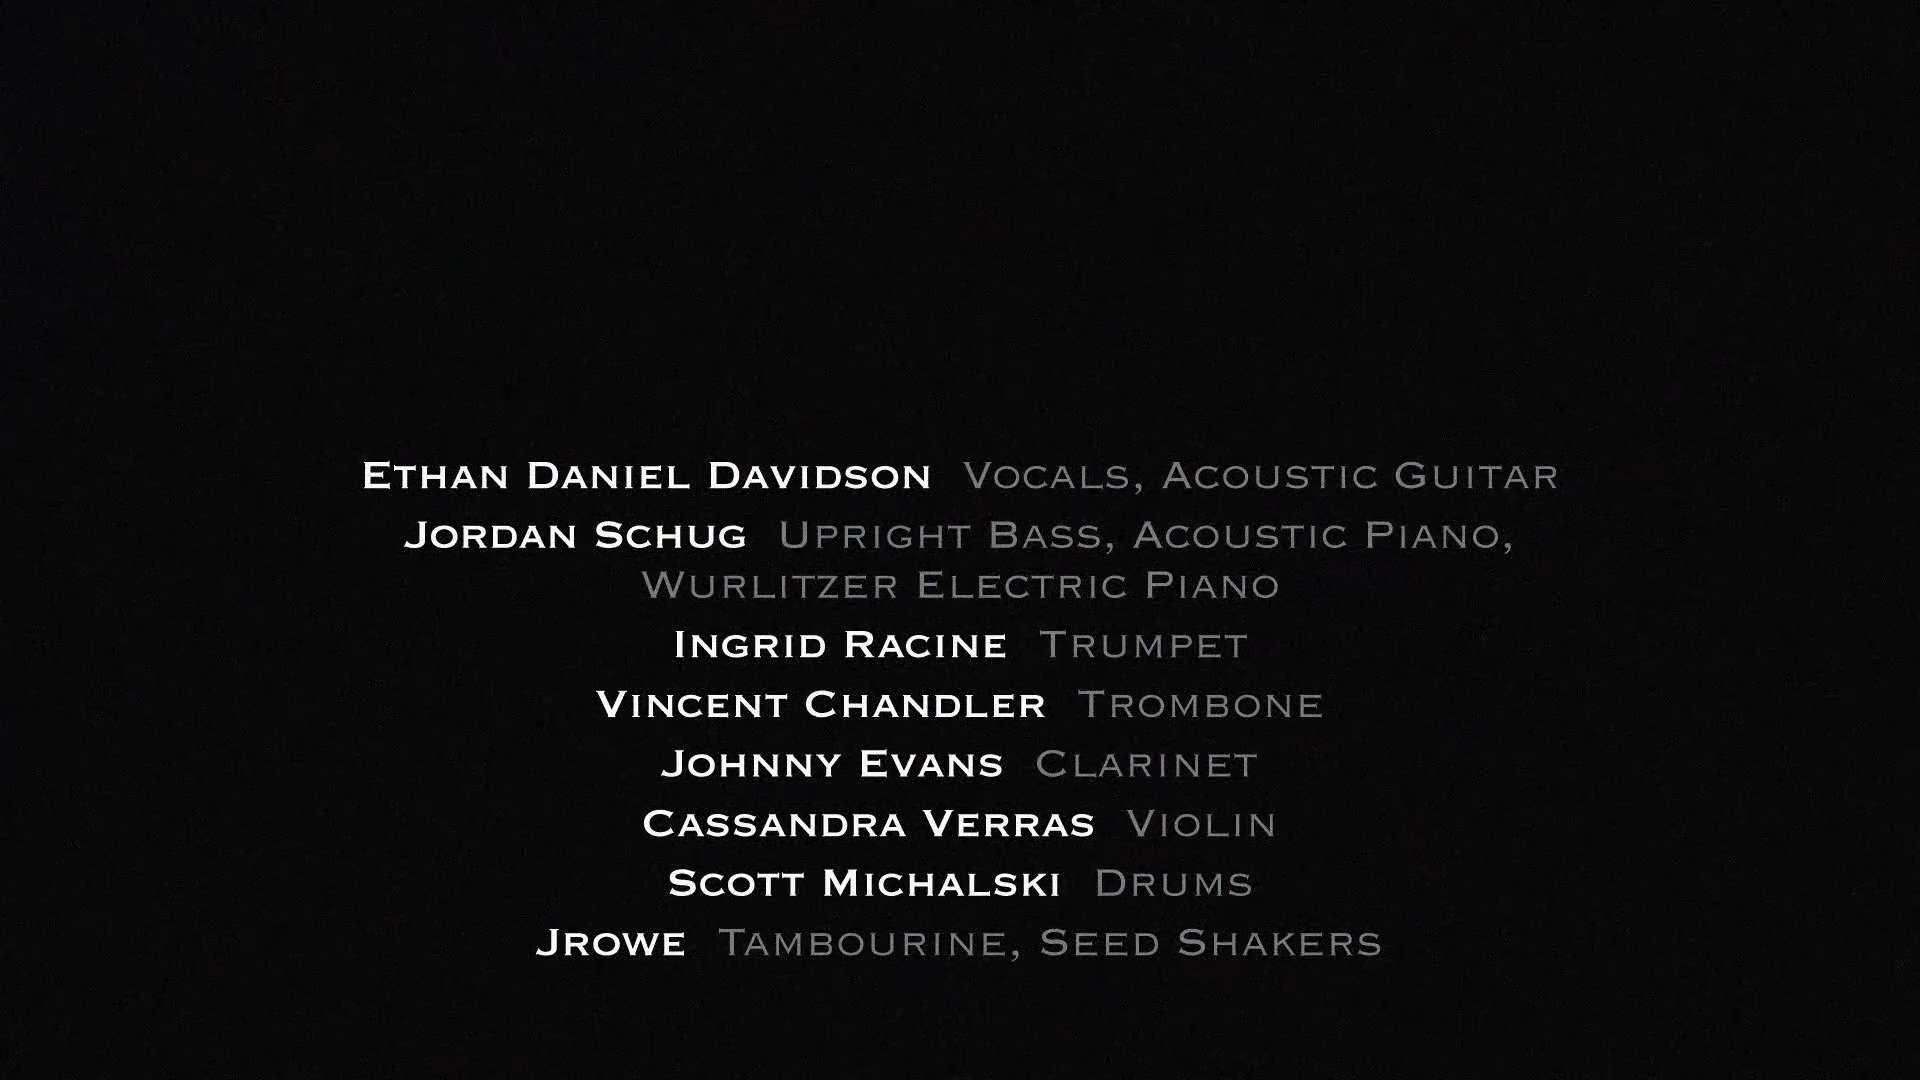 Ethan Daniel Davidson Vocals, Acoustic Guitar
Jordan Schug Upright Bass, Acoustic Piano,
Wurlitzer Electric Piano
Ingrid Racine Trumpet
Vincent Chandler Trombone
Johnny Evans Clarinet
Cassandra Verras Violin
Scott Michalski Drums
Jrowe Tambourine, Seed Shakers